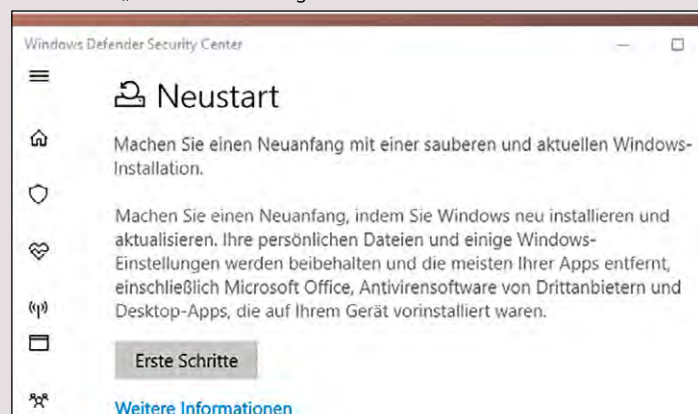 Windows Defender Security Center
Neustart
Machen Sie einen Neuanfang mit einer sauberen und aktuellen Windows-
Installation.
Machen Sie einen Neuanfang, indem Sie Windows neu installieren und
aktualisieren. Ihre persönlichen Dateien und einige Windows-
Einstellungen werden beibehalten und die meisten Ihrer Apps entfernt,
einschließlich Microsoft Office, Antivirensoftware von Drittanbietern und
Desktop-Apps, die auf Ihrem Gerät vorinstalliert waren.
Erste Schritte
Weitere Informationen